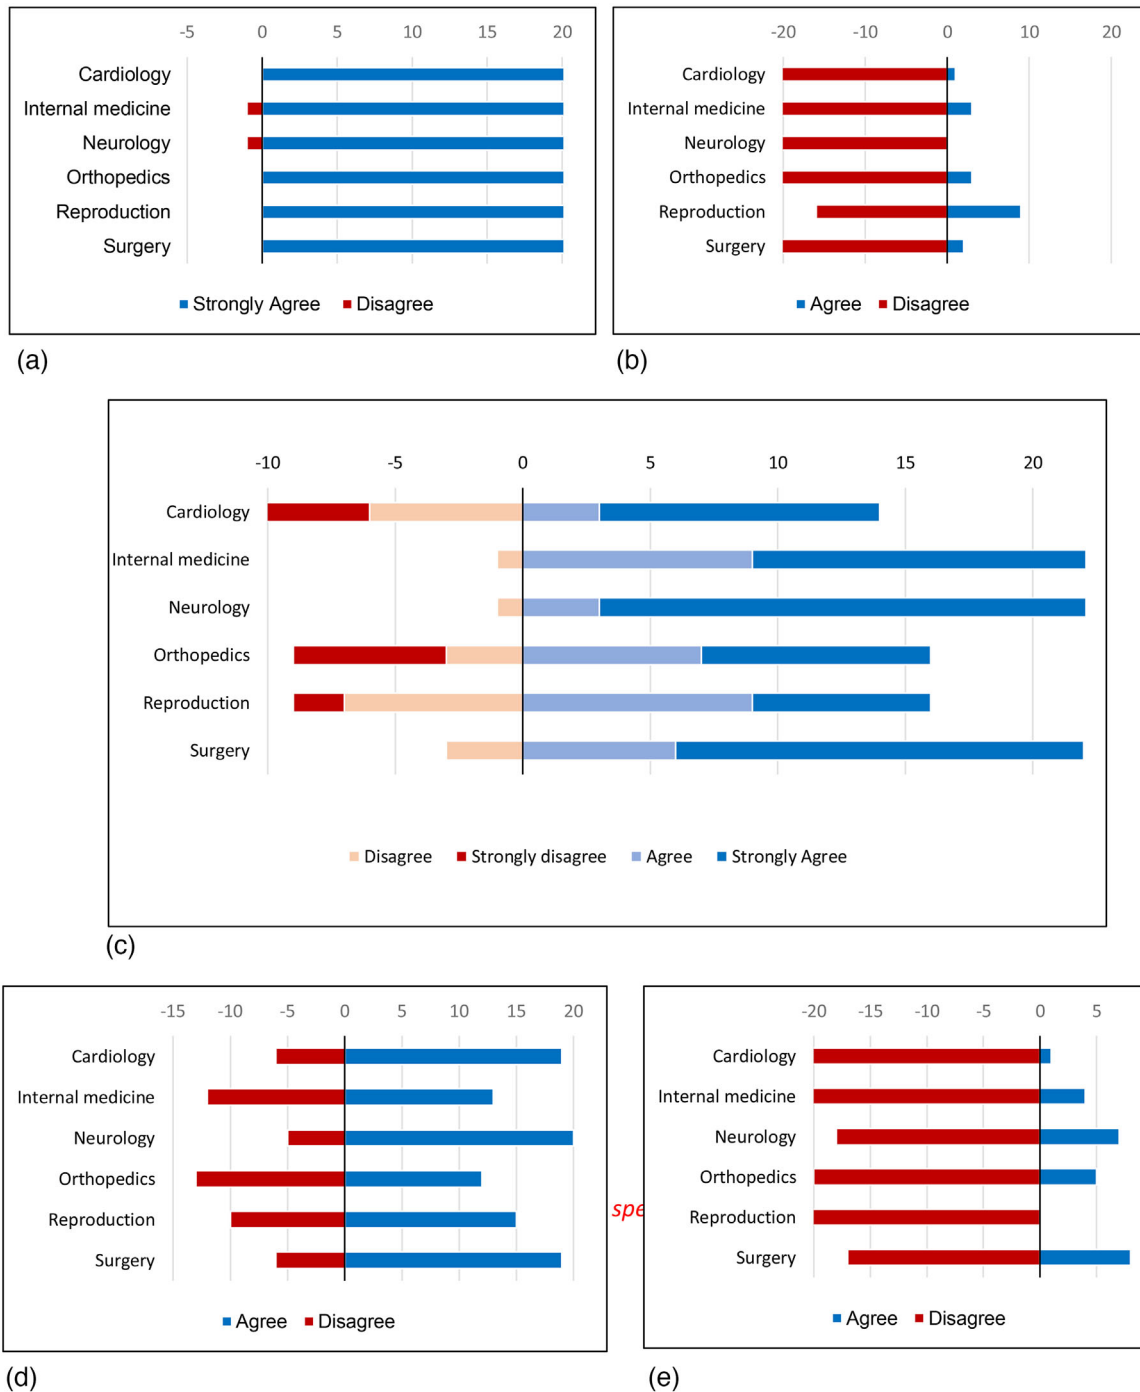 -5 0 5 10 15 20
Cardiology
Internal medicine
Neurology
Orthopedics
Reproduction
Surgery
Strongly Agree Disagree
(a)
-20 -10 0 10 20
Cardiology
Internal medicine
Neurology
Orthopedics
Reproduction
Surgery
Agree Disagree
(b)
-10 -5 0 5 10 15 20
Cardiology
Internal medicine
Neurology
Orthopedics
Reproduction
Surgery
Disagree Strongly disagree Agree Strongly Agree
(c)
-15 -10 -5 0 5 10 15 20
Cardiology
Internal medicine
Neurology
Orthopedics
Reproduction
Surgery
Agree Disagree
(d)
spe
-20 -15 -10 -5 0 5
Cardiology
Internal medicine
Neurology
Orthopedics
Reproduction
Surgery
Agree Disagree
(e)